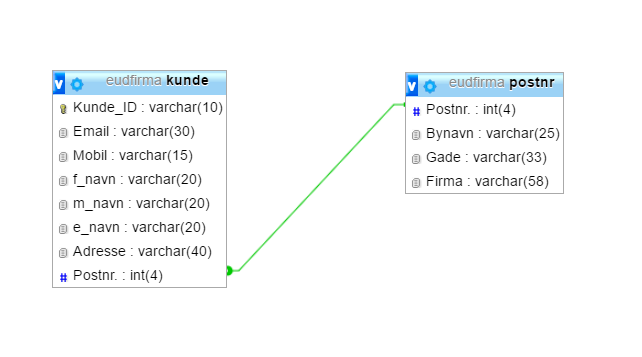 v eudfirma kunde
Kunde_ID : varchar(10)
Email : varchar(30)
Mobil : varchar(15)
f_navn : varchar(20)
m_navn : varchar(20)
e_navn : varchar(20)
Adresse : varchar(40)
# Postnr. : int(4)
v eudfirma postnr
# Postnr. : int(4)
Bynavn : varchar(25)
Gade : varchar(33)
Firma : varchar(58)